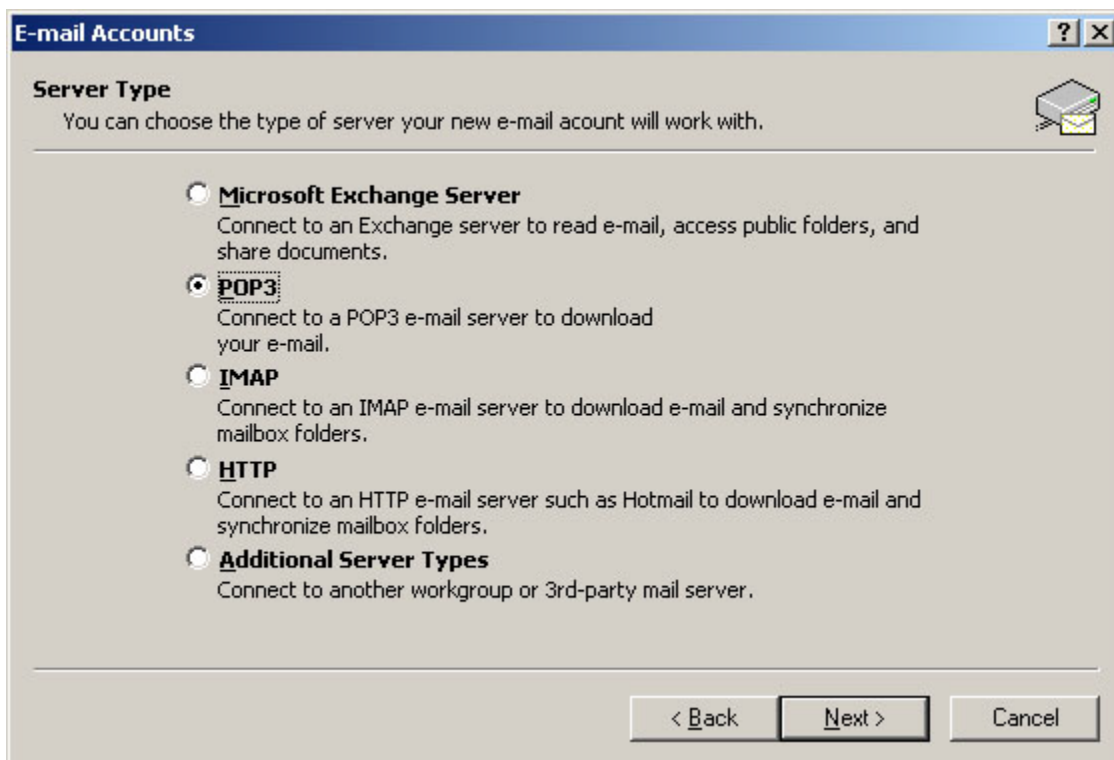 E-mail Accounts
Server Type
You can choose the type of server your new e-mail acount will work with.
Microsoft Exchange Server
Connect to an Exchange server to read e-mail, access public folders, and
share documents.
POP3
Connect to a POP3 e-mail server to download
your e-mail.
IMAP
Connect to an IMAP e-mail server to download e-mail and synchronize
mailbox folders.
HTTP
Connect to an HTTP e-mail server such as Hotmail to download e-mail and
synchronize mailbox folders.
Additional Server Types
Connect to another workgroup or 3rd-party mail server.
< Back Next > Cancel